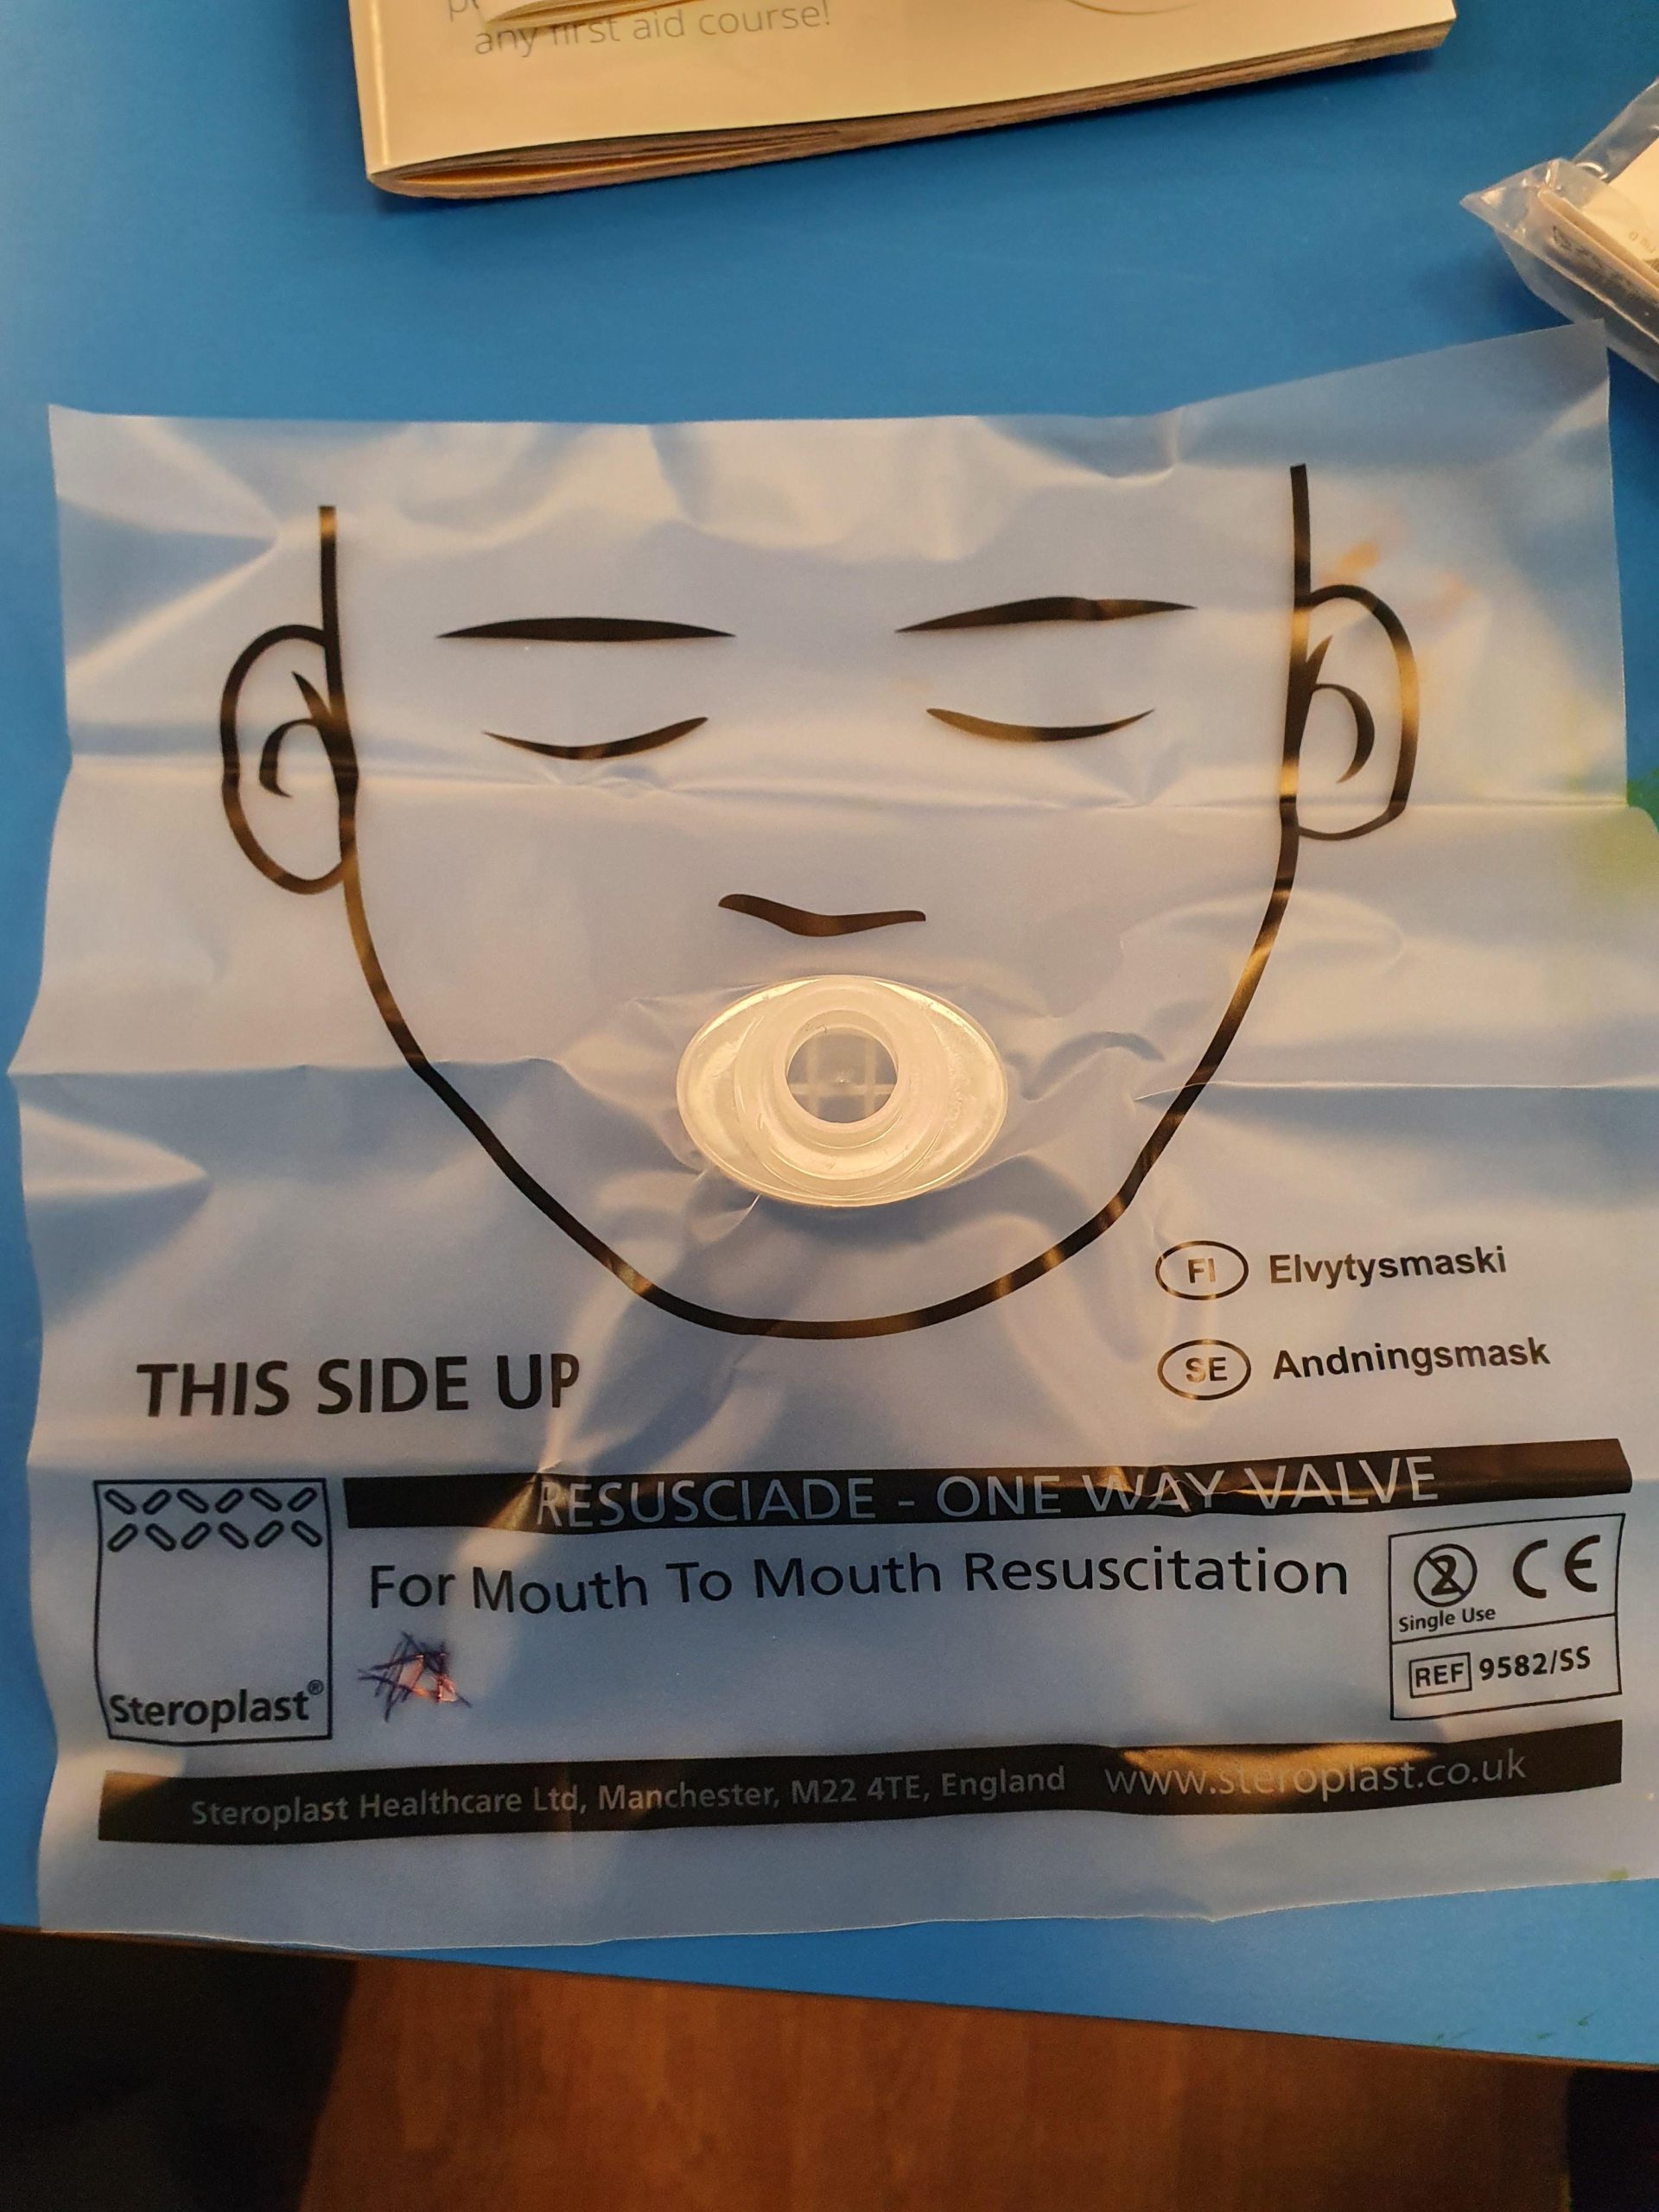 any first aid course!
FI Elvytysmaski
SE Andningsmask
THIS SIDE UP
RESUSCIADE - ONE WAY VALVE
For Mouth To Mouth Resuscitation
2 CE
Single Use
REF 9582/SS
Steroplast®
Steroplast Healthcare Ltd, Manchester, M22 4TE, England www.steroplast.co.uk